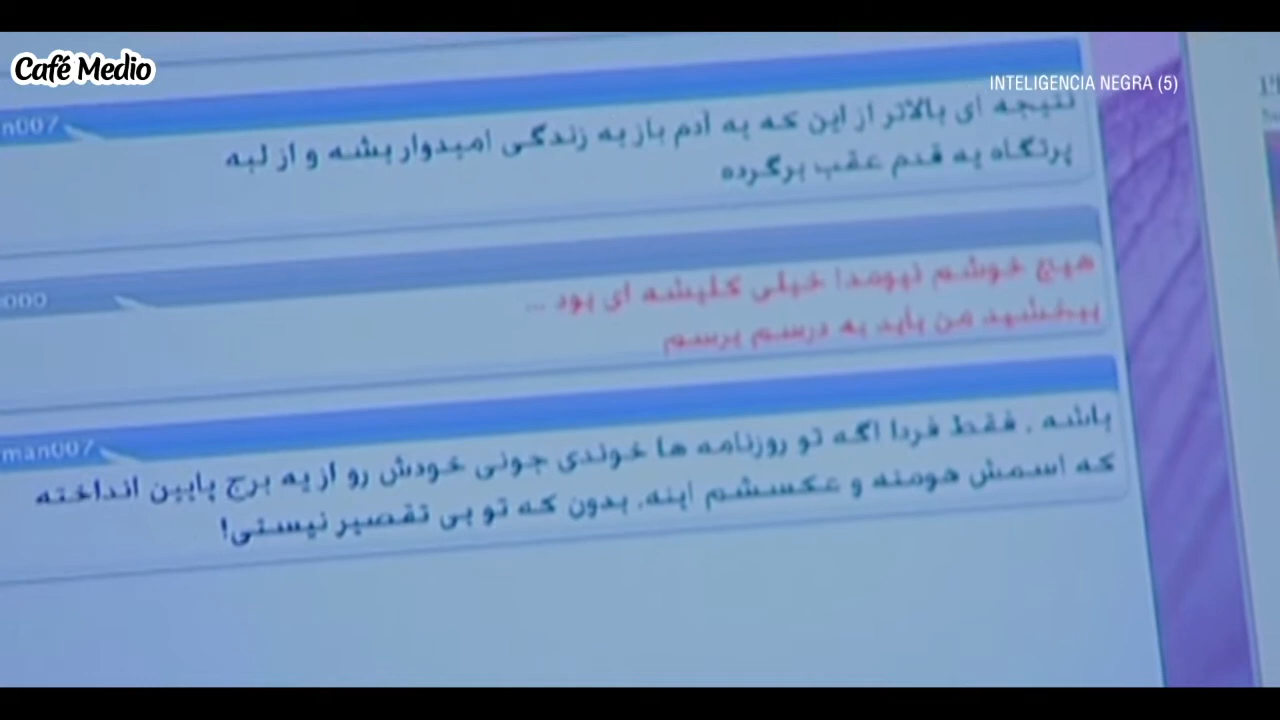 Café Medio
INTELIGENCIA NEGRA (5)
n007
نتیجه ای بالاتر از این که یه آدم باز به زندگی امیدوار بشه و از لبه
پرتگاه یه قدم عقب برگرده
000
هیچ خوشم نیومد! خیلی کلیشه ای بود ...
ببخشید من باید به درسم برسم
man007
باشه . فقط فردا اگه تو روزنامه ها خوندی جونی خودش رو از یه برج پایین انداخته
که اسمش هومنه و عکسشم اینه. بدون که تو بی تقصیر نیستی!